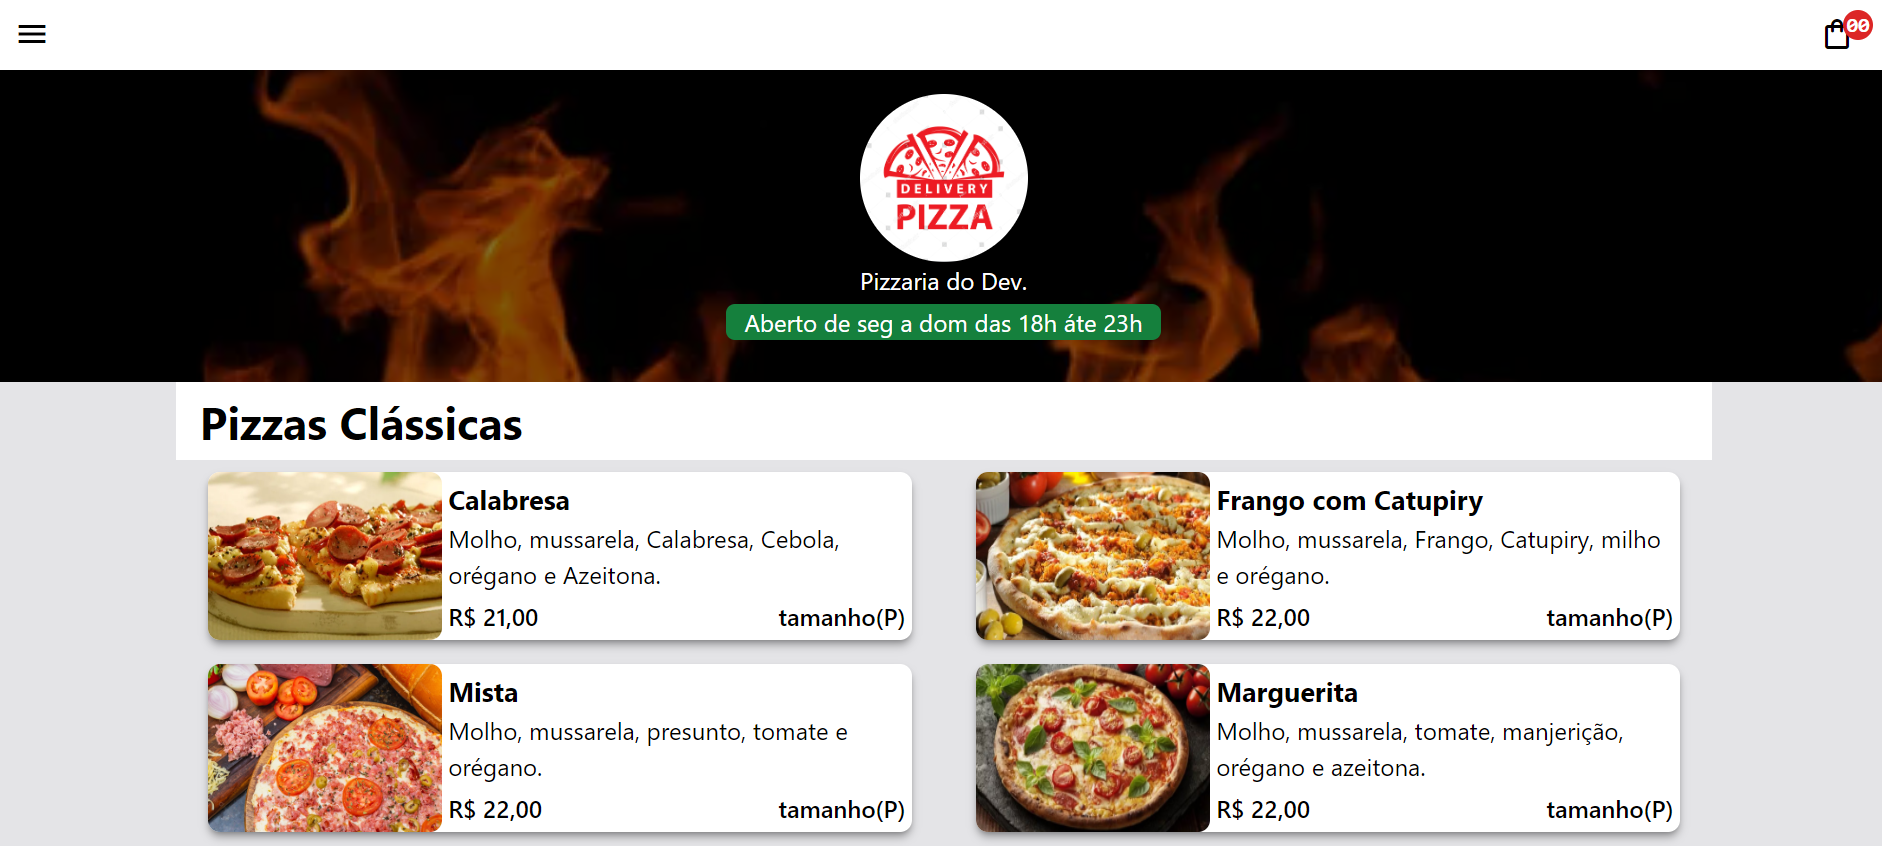 00
DELIVERY
PIZZA
Pizzaria do Dev.
Aberto de seg a dom das 18h áte 23h
Pizzas Clássicas
Calabresa
Molho, mussarela, Calabresa, Cebola,
orégano e Azeitona.
R$ 21,00 tamanho(P)
Frango com Catupiry
Molho, mussarela, Frango, Catupiry, milho
e orégano.
R$ 22,00 tamanho(P)
Mista
Molho, mussarela, presunto, tomate e
orégano.
R$ 22,00 tamanho(P)
Marguerita
Molho, mussarela, tomate, manjerição,
orégano e azeitona.
R$ 22,00 tamanho(P)